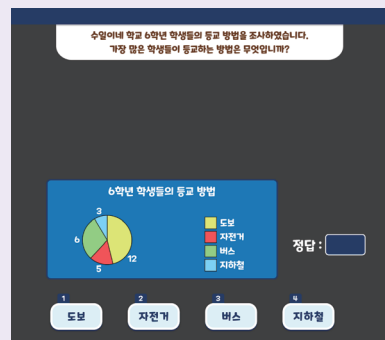 수일이네 학교 6학년 학생들의 등교 방법을 조사하였습니다.
가장 많은 학생들이 등교하는 방법은 무엇입니까?
6학년 학생들의 등교 방법
3
6
5
12
도보
자전거
버스
지하철
정답 :
1
도보
2
자전거
3
버스
4
지하철